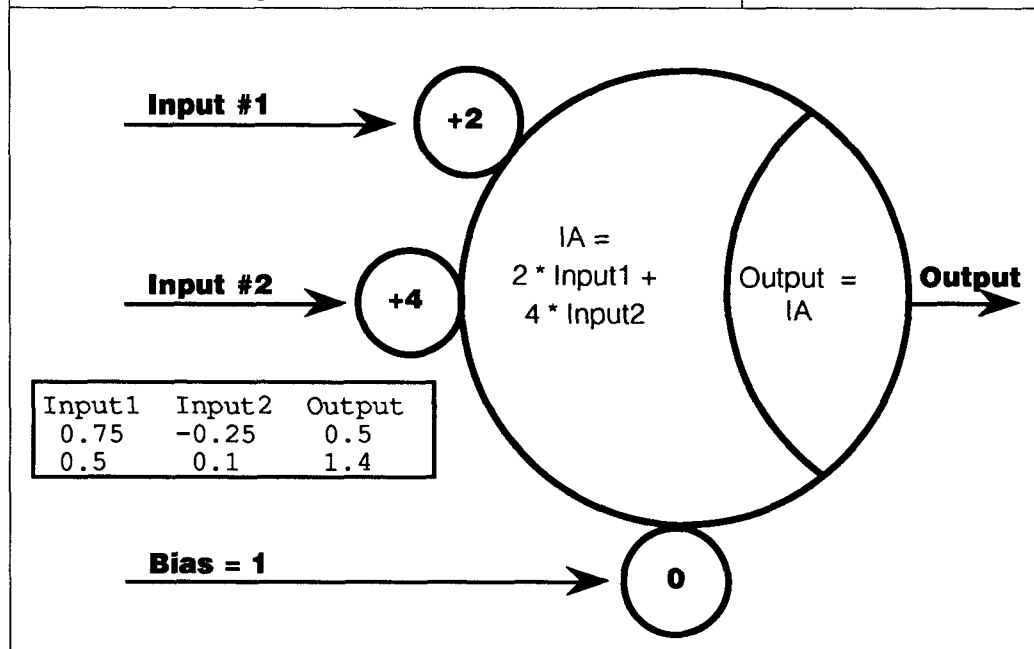 Input #1
+2
IA =
2 * Input1 +
4 * Input2
Output =
IA
Output
Input #2
+4
Input1 Input2 Output
0.75 -0.25 0.5
0.5 0.1 1.4
Bias = 1
0